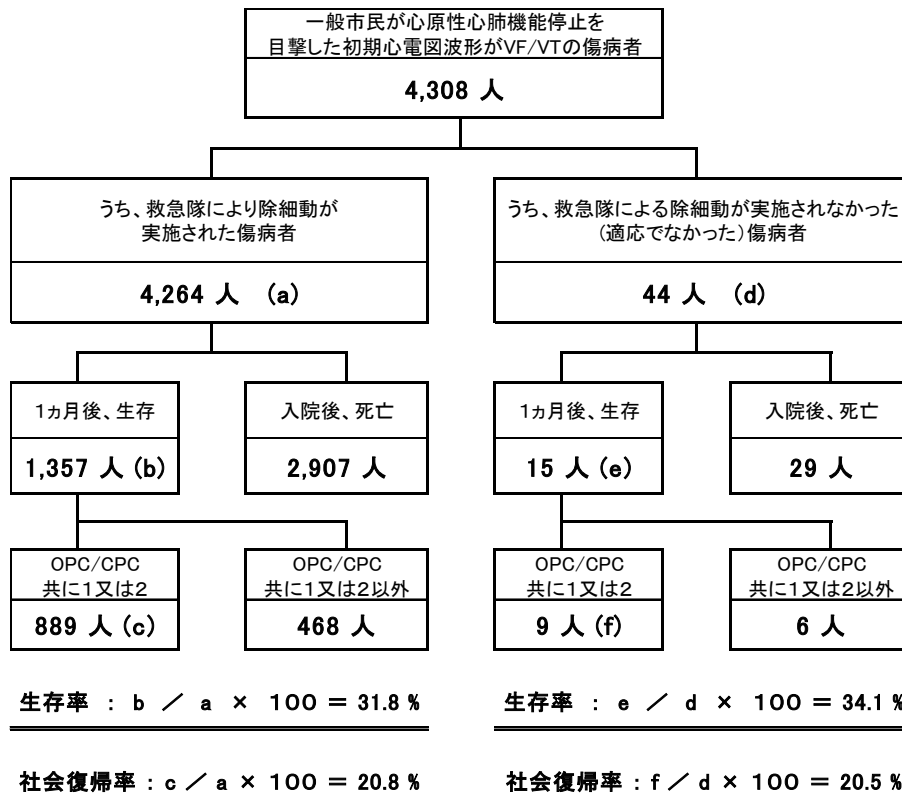 一般市民が心原性心肺機能停止を
目撃した初期心電図波形がVF/VTの傷病者
4,308 人
うち、救急隊により除細動が
実施された傷病者
4,264 人 (a)
うち、救急隊による除細動が実施されなかった
(適応でなかった)傷病者
44 人 (d)
1ヵ月後、生存
1,357 人 (b)
入院後、死亡
2,907 人
1ヵ月後、生存
15 人 (e)
入院後、死亡
29 人
OPC/CPC
共に1又は2
889 人 (c)
OPC/CPC
共に1又は2以外
468 人
OPC/CPC
共に1又は2
9 人 (f)
OPC/CPC
共に1又は2以外
6 人
生存率 : b / a × 100 = 31.8 %
生存率 : e / d × 100 = 34.1 %
社会復帰率 : c / a × 100 = 20.8 %
社会復帰率 : f / d × 100 = 20.5 %